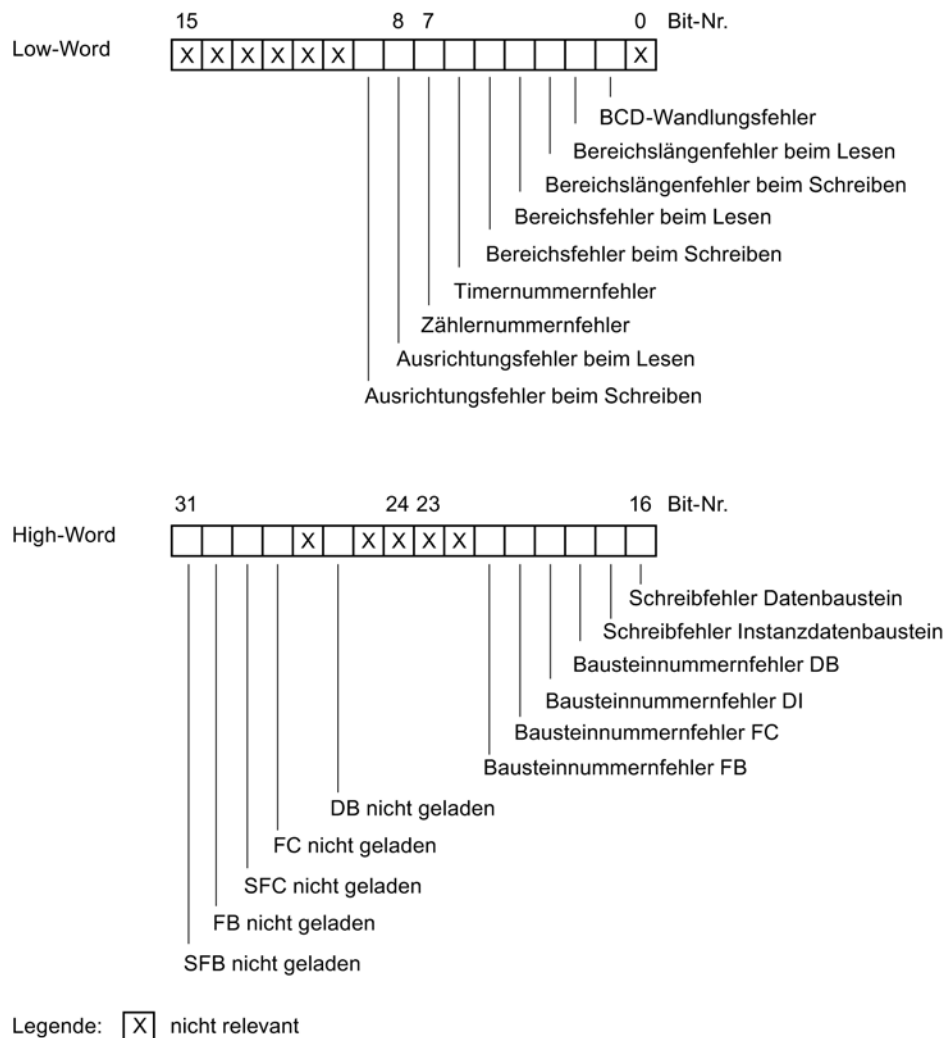 15 8 7 0 Bit-Nr.
Low-Word X X X X X X X
BCD-Wandlungsfehler
Bereichslängenfehler beim Lesen
Bereichslängenfehler beim Schreiben
Bereichsfehler beim Lesen
Bereichsfehler beim Schreiben
Timernummernfehler
Zählernummernfehler
Ausrichtungsfehler beim Lesen
Ausrichtungsfehler beim Schreiben
31 24 23 16 Bit-Nr.
High-Word X X X X X
Schreibfehler Datenbaustein
Schreibfehler Instanzdatenbaustein
Bausteinnummernfehler DB
Bausteinnummernfehler DI
Bausteinnummernfehler FC
Bausteinnummernfehler FB
DB nicht geladen
FC nicht geladen
SFC nicht geladen
FB nicht geladen
SFB nicht geladen
Legende: X nicht relevant